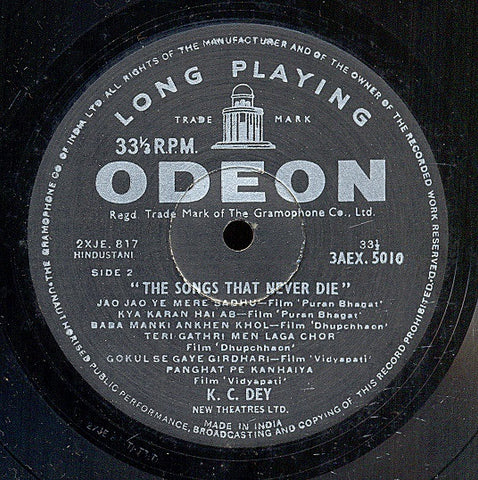 THE GRAMOPHONE CO OF INDIA LTD. ALL RIGHTS OF THE MANUFACTURER AND OF THE OWNER OF THE RECORDED WORK RESERVED.
UNAUTHORISED PUBLIC PERFORMANCE, BROADCASTING AND COPYING OF THIS RECORD PROHIBITED.
LONG PLAYING
TRADE MARK
33⅓ R.P.M.
ODEON
Regd. Trade Mark of The Gramophone Co., Ltd.
2XJE. 817
HINDUSTANI
SIDE 2
33⅓
3AEX. 5010
"THE SONGS THAT NEVER DIE"
JAO JAO YE MERE SADHU—Film 'Puran Bhagat'
KYA KARAN HAI AB—Film 'Puran Bhagat'
BABA MANKI ANKHEN KHOL—Film 'Dhupchhaon'
TERI GATHRI MEN LAGA CHOR
Film 'Dhupchhaon'
GOKUL SE GAYE GIRDHARI—Film 'Vidyapati'
PANGHAT PE KANHAIYA
Film 'Vidyapati'
K. C. DEY
NEW THEATRES LTD.
MADE IN INDIA